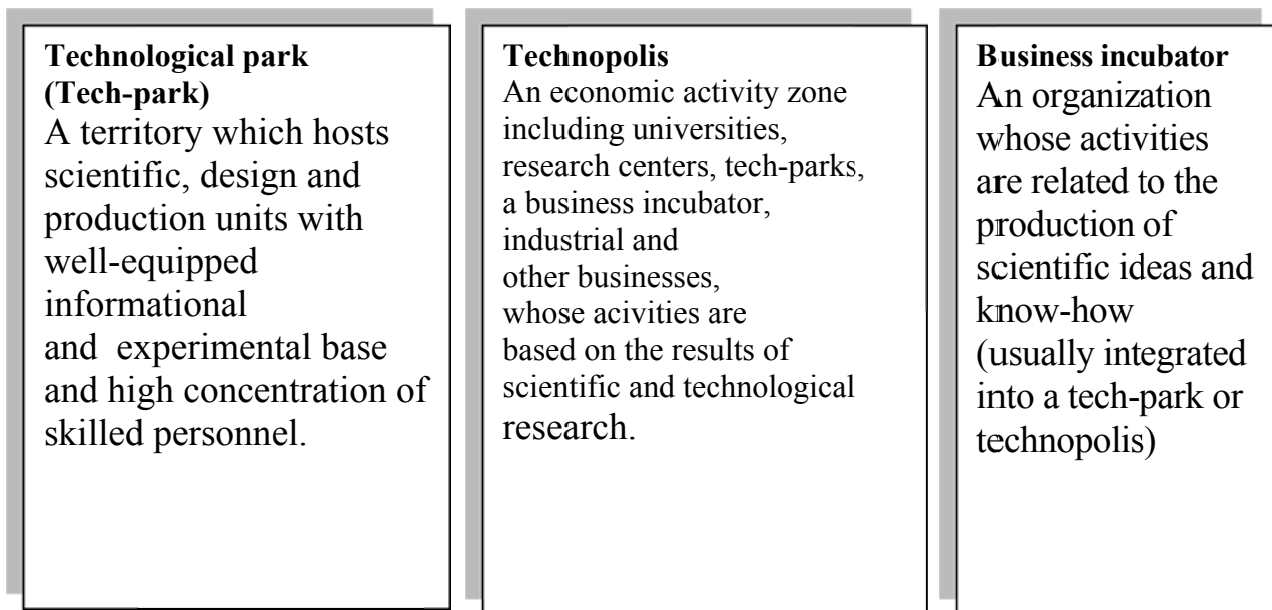 Technological park
(Tech-park)
A territory which hosts
scientific, design and
production units with
well-equipped
informational
and  experimental base
and high concentration of
skilled personnel.
Technopolis
An economic activity zone
including universities,
research centers, tech-parks,
a business incubator,
industrial and
other businesses,
whose acivities are
based on the results of
scientific and technological
research.
Business incubator
An organization
whose activities
are related to the
production of
scientific ideas and
know-how
(usually integrated
into a tech-park or
technopolis)